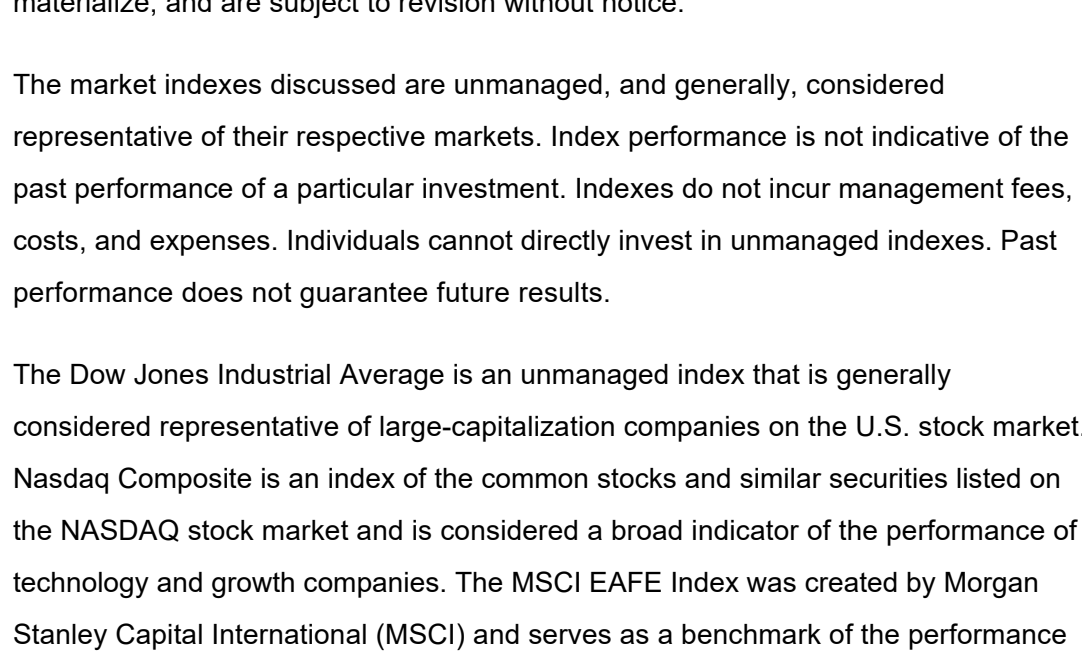 materialize, and are subject to revision without notice.
The market indexes discussed are unmanaged, and generally, considered
representative of their respective markets. Index performance is not indicative of the
past performance of a particular investment. Indexes do not incur management fees,
costs, and expenses. Individuals cannot directly invest in unmanaged indexes. Past
performance does not guarantee future results.
The Dow Jones Industrial Average is an unmanaged index that is generally
considered representative of large-capitalization companies on the U.S. stock market.
Nasdaq Composite is an index of the common stocks and similar securities listed on
the NASDAQ stock market and is considered a broad indicator of the performance of
technology and growth companies. The MSCI EAFE Index was created by Morgan
Stanley Capital International (MSCI) and serves as a benchmark of the performance